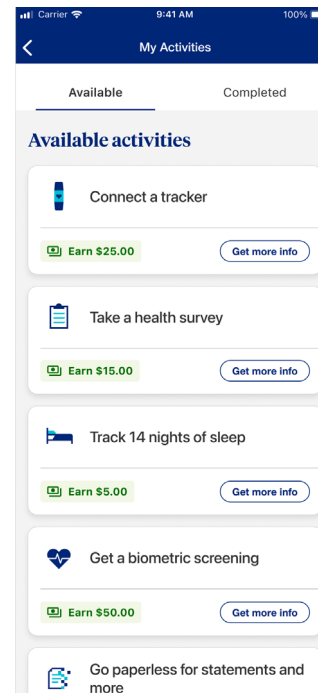 Carrier 9:41 AM 100%
My Activities
Available Completed
Available activities
Connect a tracker
Earn $25.00 Get more info
Take a health survey
Earn $15.00 Get more info
Track 14 nights of sleep
Earn $5.00 Get more info
Get a biometric screening
Earn $50.00 Get more info
Go paperless for statements and
more